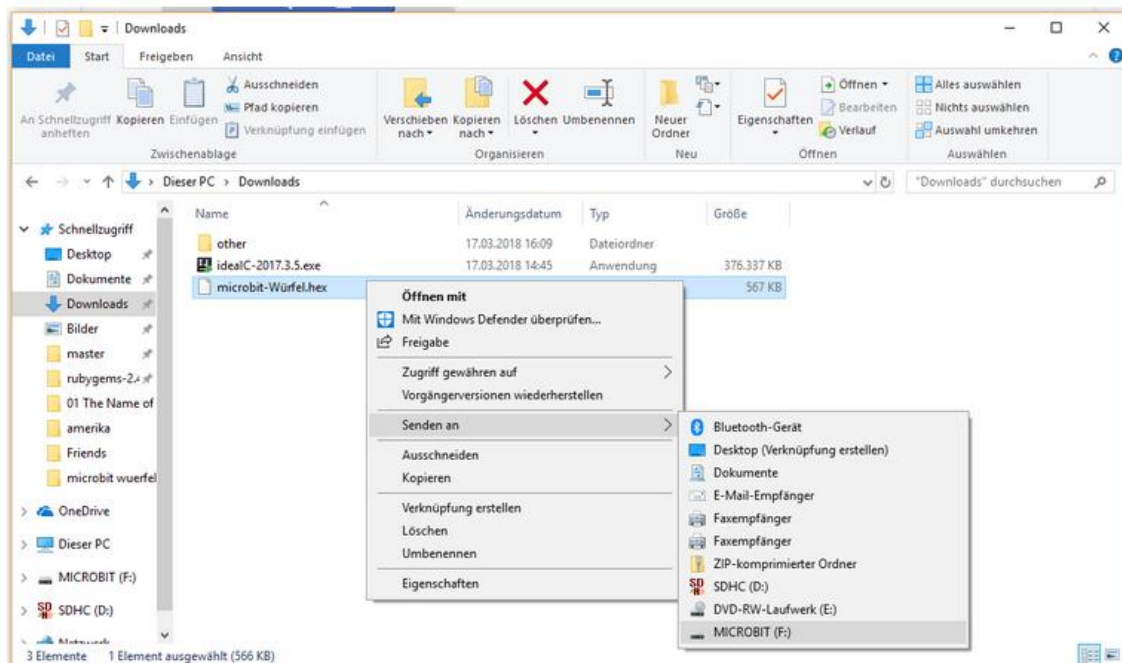 Downloads
Datei Start Freigeben Ansicht
An Schnellzugriff anheften
Kopieren
Einfügen
Ausschneiden
Pfad kopieren
Verknüpfung einfügen
Zwischenablage
Verschieben nach
Kopieren nach
Löschen
Umbenennen
Organisieren
Neuer Ordner
Neu
Eigenschaften
Öffnen
Bearbeiten
Verlauf
Öffnen
Alles auswählen
Nichts auswählen
Auswahl umkehren
Auswählen
Dieser PC > Downloads
"Downloads" durchsuchen
Schnellzugriff
Desktop
Dokumente
Downloads
Bilder
master
rubygems-2.
01 The Name of
amerika
Friends
microbit wuerfel
OneDrive
Dieser PC
MICROBIT (F:)
SDHC (D:)
Name Änderungsdatum Typ Größe
other 17.03.2018 16:09 Dateiordner
ideaIC-2017.3.5.exe 17.03.2018 14:45 Anwendung 376.337 KB
microbit-Würfel.hex 567 KB
Öffnen mit
Mit Windows Defender überprüfen...
Freigabe
Zugriff gewähren auf
Vorgängerversionen wiederherstellen
Senden an
Ausschneiden
Kopieren
Verknüpfung erstellen
Löschen
Umbenennen
Eigenschaften
Bluetooth-Gerät
Desktop (Verknüpfung erstellen)
Dokumente
E-Mail-Empfänger
Faxempfänger
Faxempfänger
ZIP-komprimierter Ordner
SDHC (D:)
DVD-RW-Laufwerk (E:)
MICROBIT (F:)
3 Elemente 1 Element ausgewählt (566 KB)